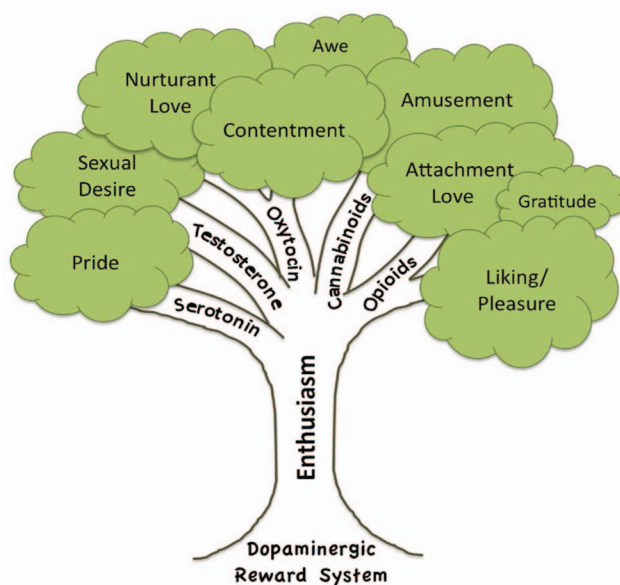 Awe
Nurturant
Love
Amusement
Contentment
Sexual
Desire
Attachment
Love
Gratitude
Pride
Liking/
Pleasure
Serotonin
Testosterone
Oxytocin
Cannabinoids
Opioids
Enthusiasm
Dopaminergic
Reward System